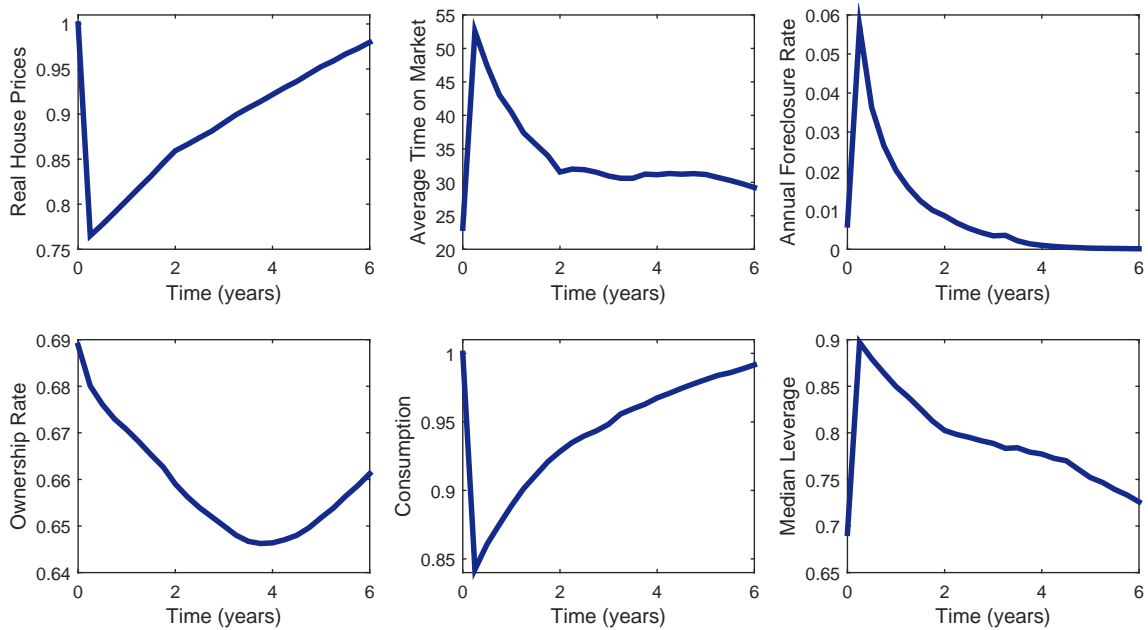 Real House Prices
1
0.95
0.9
0.85
0.8
0.75
0 2 4 6
Time (years)
Average Time on Market
55
50
45
40
35
30
25
20
0 2 4 6
Time (years)
Annual Foreclosure Rate
0.06
0.05
0.04
0.03
0.02
0.01
0
0 2 4 6
Time (years)
Ownership Rate
0.69
0.68
0.67
0.66
0.65
0.64
0 2 4 6
Time (years)
Consumption
1
0.95
0.9
0.85
0 2 4 6
Time (years)
Median Leverage
0.9
0.85
0.8
0.75
0.7
0.65
0 2 4 6
Time (years)